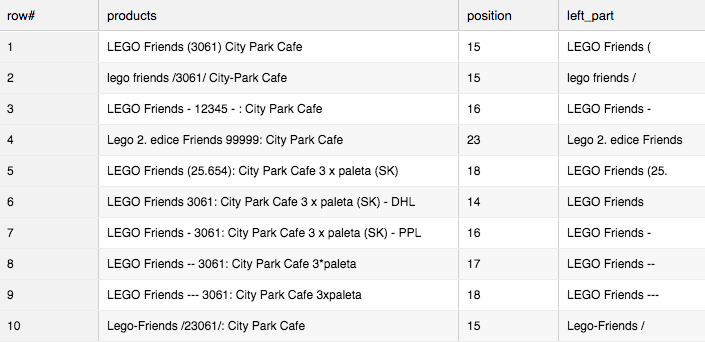 row# products position left_part
1 LEGO Friends (3061) City Park Cafe 15 LEGO Friends (
2 lego friends /3061/ City-Park Cafe 15 lego friends /
3 LEGO Friends - 12345 - : City Park Cafe 16 LEGO Friends -
4 Lego 2. edice Friends 99999: City Park Cafe 23 Lego 2. edice Friends
5 LEGO Friends (25.654): City Park Cafe 3 x paleta (SK) 18 LEGO Friends (25.
6 LEGO Friends 3061: City Park Cafe 3 x paleta (SK) - DHL 14 LEGO Friends
7 LEGO Friends - 3061: City Park Cafe 3 x paleta (SK) - PPL 16 LEGO Friends -
8 LEGO Friends -- 3061: City Park Cafe 3*paleta 17 LEGO Friends --
9 LEGO Friends --- 3061: City Park Cafe 3xpaleta 18 LEGO Friends ---
10 Lego-Friends /23061/: City Park Cafe 15 Lego-Friends /